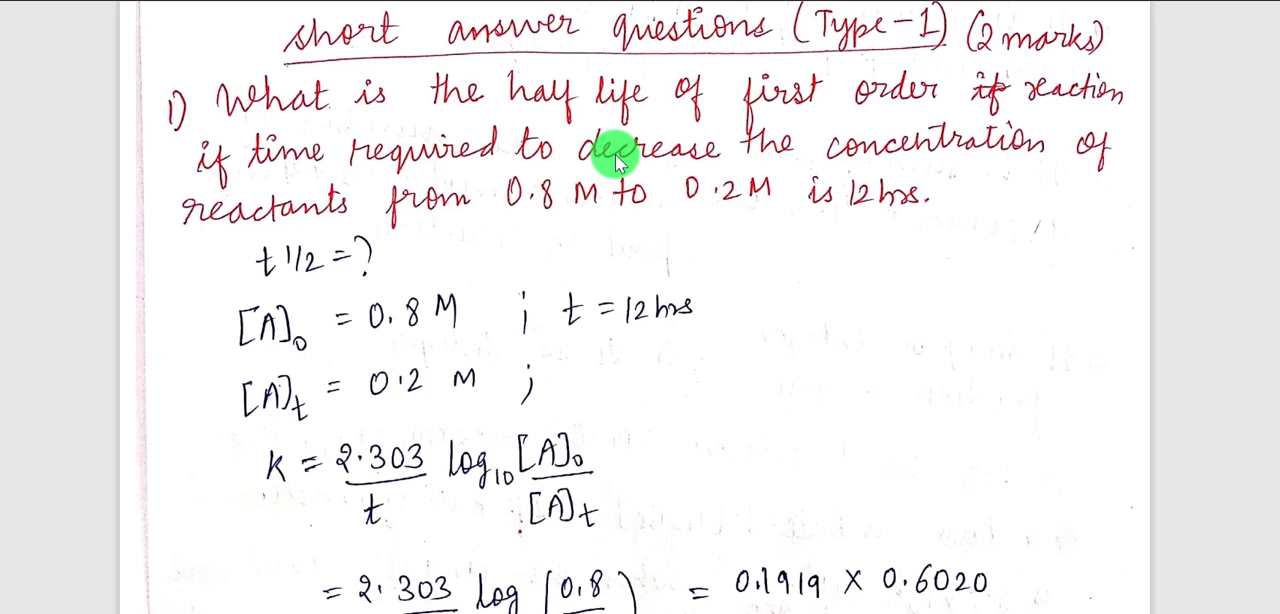 short answer questions (Type-1) (2 marks)
1) What is the half life of first order if reaction
if time required to decrease the concentration of
reactants from 0.8 M to 0.2M is 12 hrs.
t 1/2 = ?
[A]₀ = 0.8 M ; t = 12 hrs
[A]t = 0.2 M ;
K = 2.303/t log₁₀ [A]₀/[A]t
= 2.303 log (0.8) = 0.1919 X 0.6020